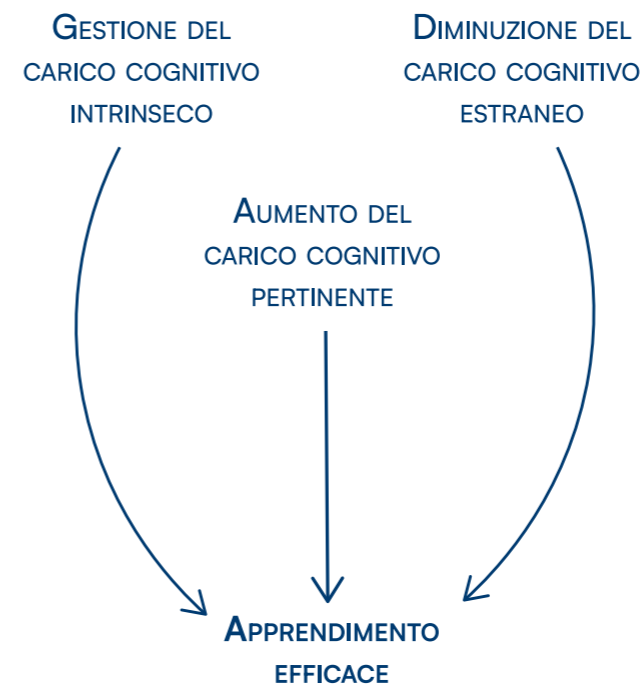 Gestione del
carico cognitivo
intrinseco
Diminuzione del
carico cognitivo
estraneo
Aumento del
carico cognitivo
pertinente
Apprendimento
efficace